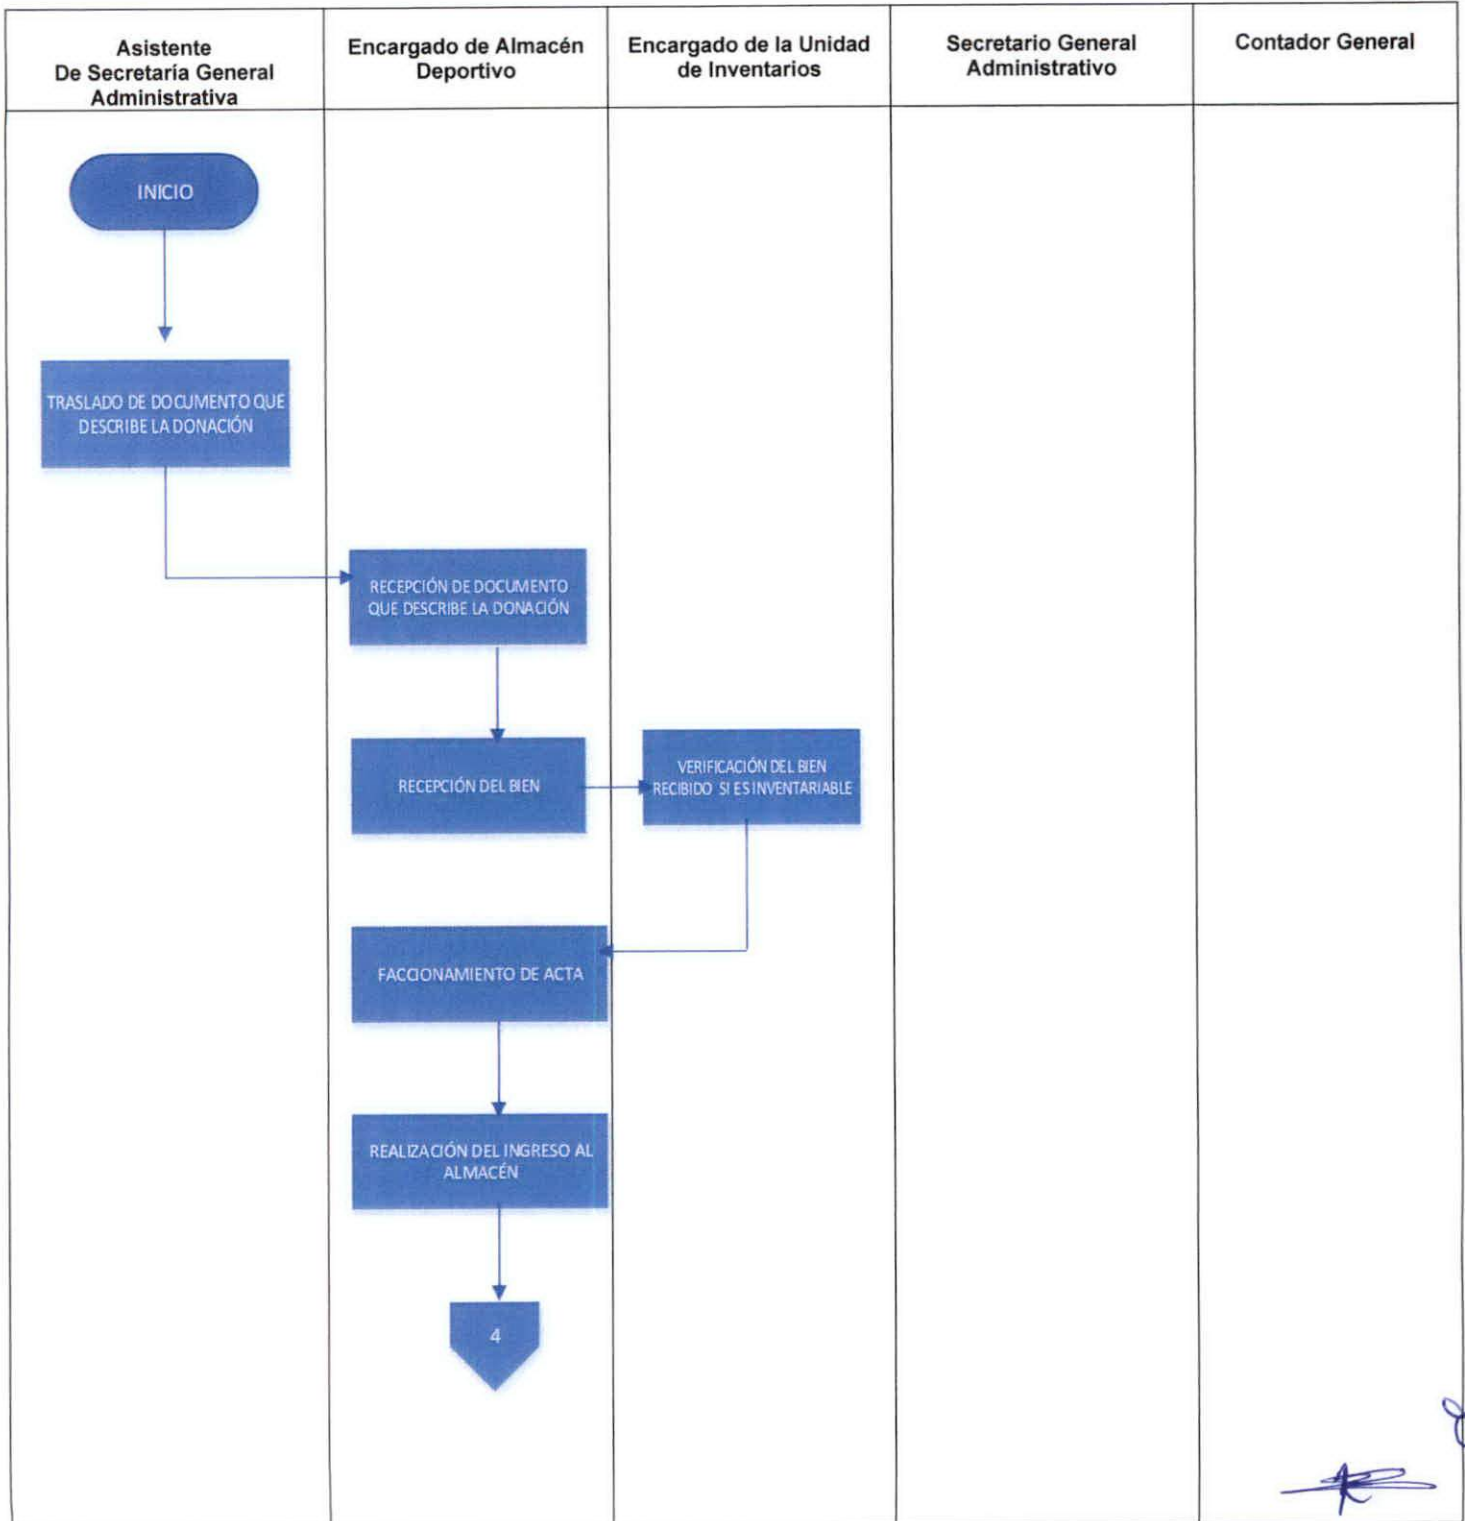 Asistente
De Secretaría General
Administrativa
Encargado de Almacén
Deportivo
Encargado de la Unidad
de Inventarios
Secretario General
Administrativo
Contador General
INICIO
TRASLADO DE DOCUMENTO QUE
DESCRIBE LA DONACIÓN
RECEPCIÓN DE DOCUMENTO
QUE DESCRIBE LA DONACIÓN
RECEPCIÓN DEL BIEN
VERIFICACIÓN DEL BIEN
RECIBIDO SI ES INVENTARIABLE
FACCIONAMIENTO DE ACTA
REALIZACIÓN DEL INGRESO AL
ALMACÉN
4